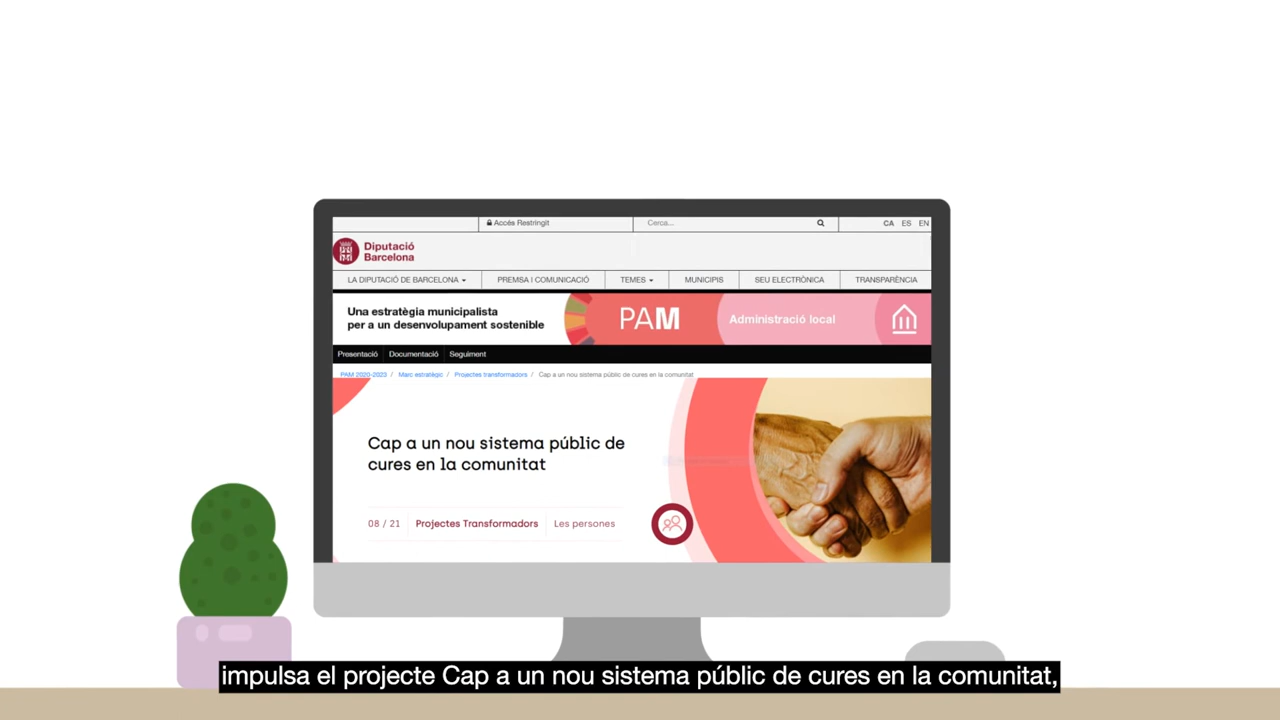 Accés Restringit
Cerca...
CA ES EN
Diputació
Barcelona
LA DIPUTACIÓ DE BARCELONA
PREMSA I COMUNICACIÓ
TEMES
MUNICIPIS
SEU ELECTRÒNICA
TRANSPARÈNCIA
Una estratègia municipalista
per a un desenvolupament sostenible
PAM
Administració local
Presentació
Documentació
Seguiment
PAM 2020-2023 / Marc estratègic / Projectes transformadors / Cap a un nou sistema públic de cures en la comunitat
Cap a un nou sistema públic de
cures en la comunitat
08 / 21
Projectes Transformadors
Les persones
impulsa el projecte Cap a un nou sistema públic de cures en la comunitat,